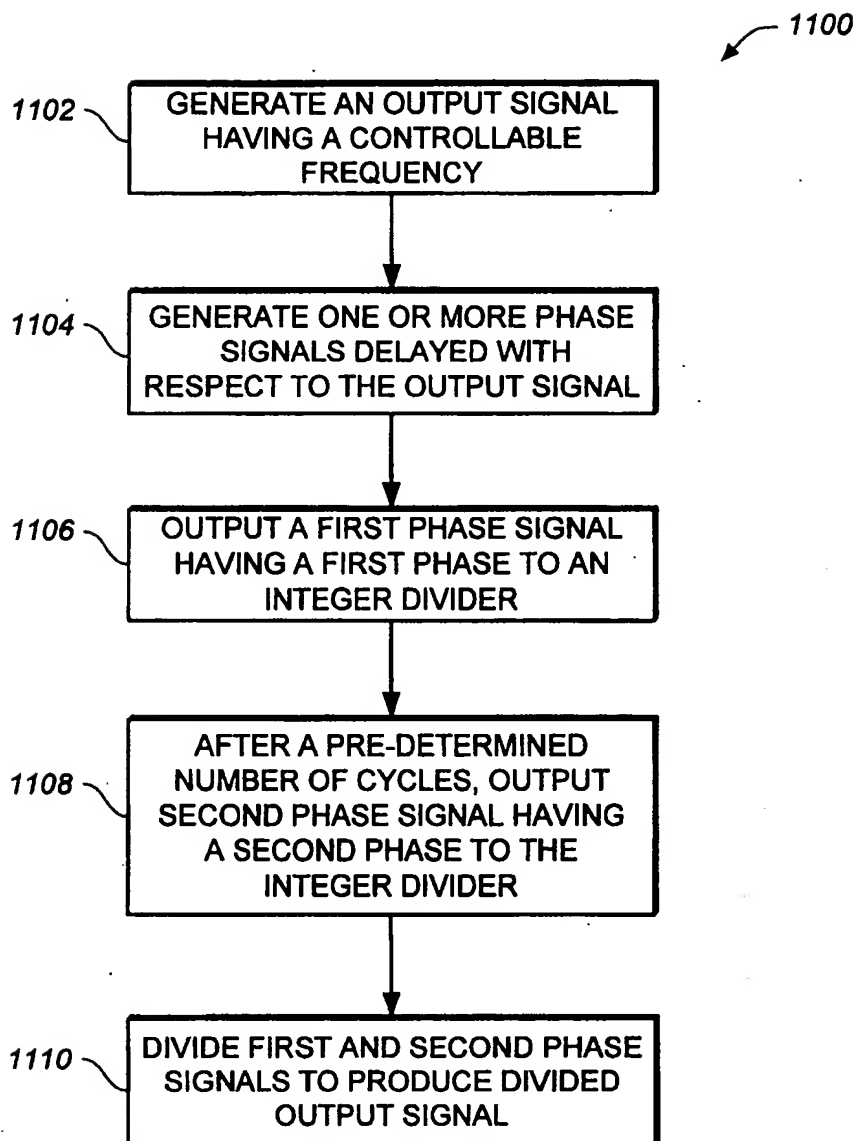 1100
1102
GENERATE AN OUTPUT SIGNAL
HAVING A CONTROLLABLE
FREQUENCY
1104
GENERATE ONE OR MORE PHASE
SIGNALS DELAYED WITH
RESPECT TO THE OUTPUT SIGNAL
1106
OUTPUT A FIRST PHASE SIGNAL
HAVING A FIRST PHASE TO AN
INTEGER DIVIDER
1108
AFTER A PRE-DETERMINED
NUMBER OF CYCLES, OUTPUT
SECOND PHASE SIGNAL HAVING
A SECOND PHASE TO THE
INTEGER DIVIDER
1110
DIVIDE FIRST AND SECOND PHASE
SIGNALS TO PRODUCE DIVIDED
OUTPUT SIGNAL